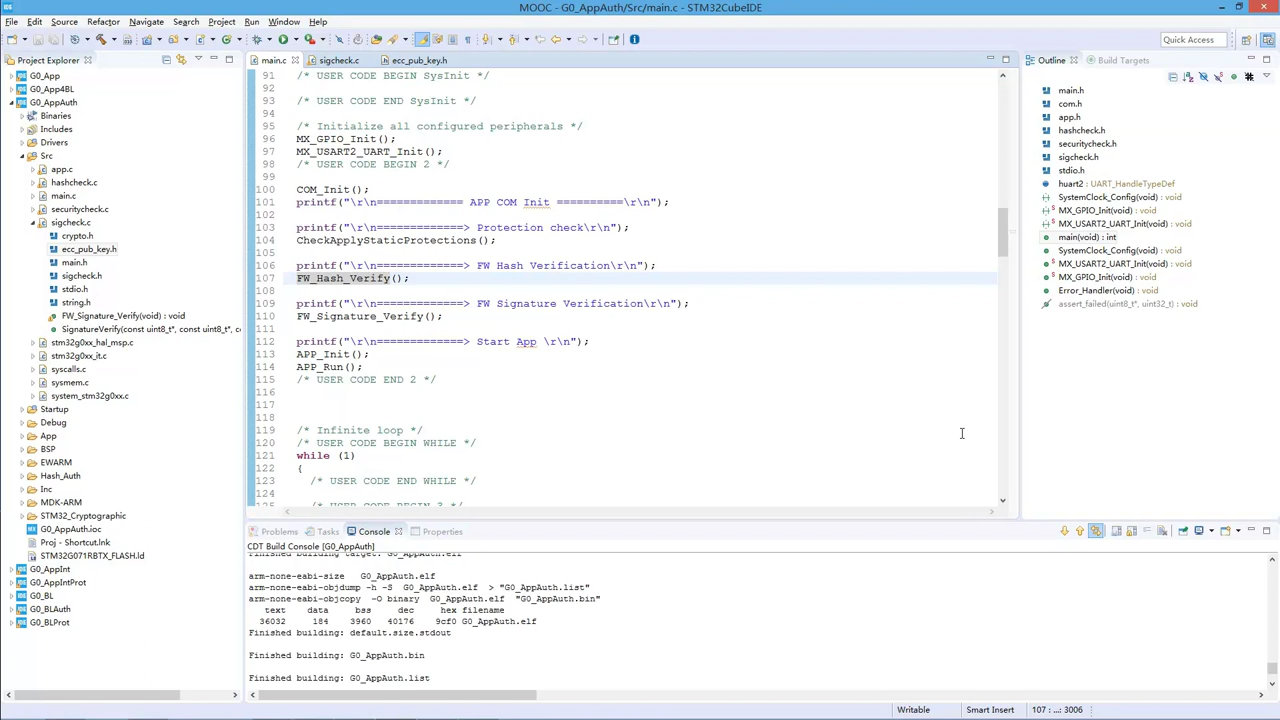 MOOC - G0_AppAuth/Src/main.c - STM32CubeIDE
File Edit Source Refactor Navigate Search Project Run Window Help
Quick Access
Project Explorer
main.c sigcheck.c ecc_pub_key.h
Outline Build Targets
G0_App
G0_App4BL
G0_AppAuth
Binaries
Includes
Drivers
Src
app.c
hashcheck.c
main.c
securitycheck.c
sigcheck.c
crypto.h
ecc_pub_key.h
main.h
sigcheck.h
stdio.h
string.h
FW_Signature_Verify(void) : void
SignatureVerify(const uint8_t*, const uint8_t*, c
stm32g0xx_hal_msp.c
stm32g0xx_it.c
syscalls.c
sysmem.c
system_stm32g0xx.c
Startup
Debug
App
BSP
EWARM
Hash_Auth
Inc
MDK-ARM
STM32_Cryptographic
G0_AppAuth.ioc
Proj - Shortcut.lnk
STM32G071RBTX_FLASH.ld
G0_AppInt
G0_AppIntProt
G0_BL
G0_BLAuth
G0_BLProt
91 /* USER CODE BEGIN SysInit */
92
93 /* USER CODE END SysInit */
94
95 /* Initialize all configured peripherals */
96 MX_GPIO_Init();
97 MX_USART2_UART_Init();
98 /* USER CODE BEGIN 2 */
99
100 COM_Init();
101 printf("\r\n============= APP COM Init ==========\r\n");
102
103 printf("\r\n=============> Protection check\r\n");
104 CheckApplyStaticProtections();
105
106 printf("\r\n=============> FW Hash Verification\r\n");
107 FW_Hash_Verify();
108
109 printf("\r\n=============> FW Signature Verification\r\n");
110 FW_Signature_Verify();
111
112 printf("\r\n=============> Start App \r\n");
113 APP_Init();
114 APP_Run();
115 /* USER CODE END 2 */
116
117
118
119 /* Infinite loop */
120 /* USER CODE BEGIN WHILE */
121 while (1)
122 {
123 /* USER CODE END WHILE */
124
125 /* USER CODE BEGIN 3 */
main.h
com.h
app.h
hashcheck.h
securitycheck.h
sigcheck.h
stdio.h
huart2 : UART_HandleTypeDef
SystemClock_Config(void) : void
MX_GPIO_Init(void) : void
MX_USART2_UART_Init(void) : void
main(void) : int
SystemClock_Config(void) : void
MX_USART2_UART_Init(void) : void
MX_GPIO_Init(void) : void
Error_Handler(void) : void
assert_failed(uint8_t*, uint32_t) : void
Problems Tasks Console Properties
CDT Build Console [G0_AppAuth]
Finished building target: G0_AppAuth.elf
arm-none-eabi-size G0_AppAuth.elf
arm-none-eabi-objdump -h -S G0_AppAuth.elf > "G0_AppAuth.list"
arm-none-eabi-objcopy -O binary G0_AppAuth.elf "G0_AppAuth.bin"
text data bss dec hex filename
36032 184 3960 40176 9cf0 G0_AppAuth.elf
Finished building: default.size.stdout
Finished building: G0_AppAuth.bin
Finished building: G0_AppAuth.list
Writable Smart Insert 107 : ...: 3006